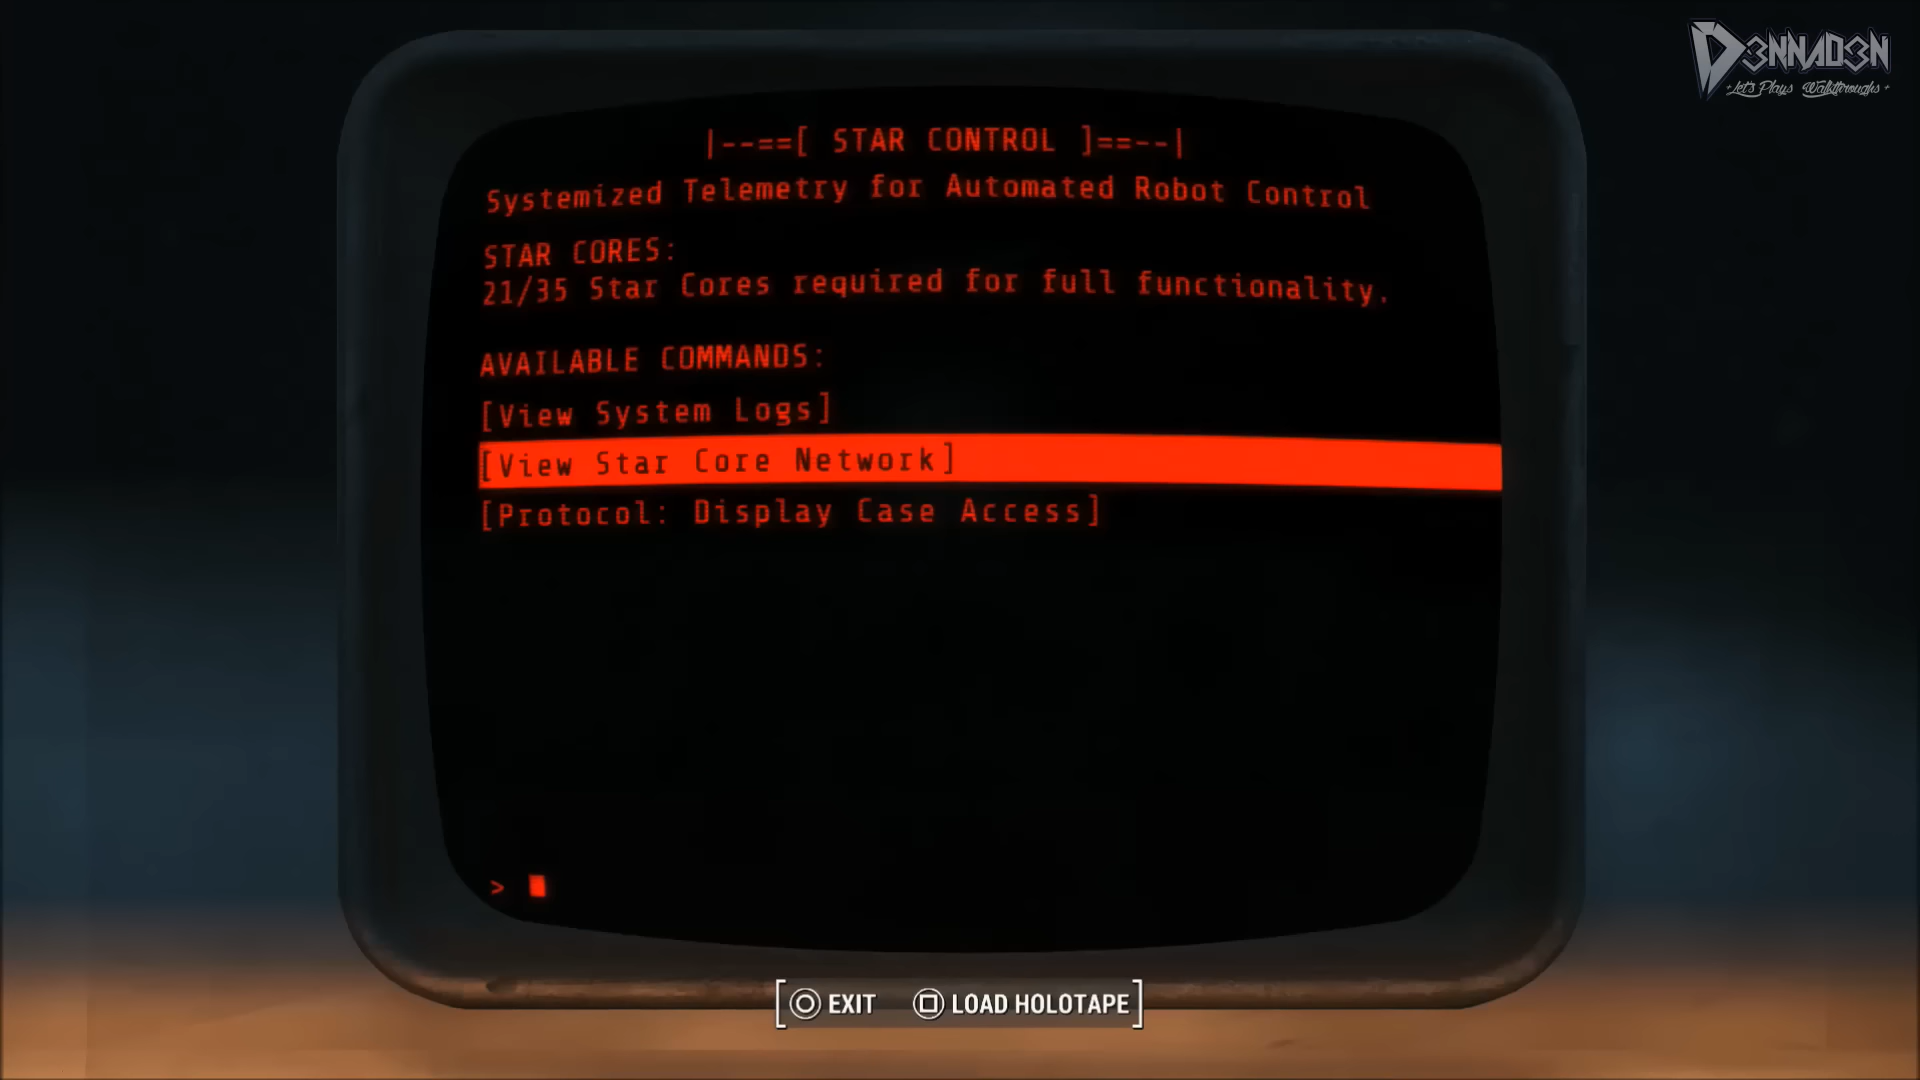 D3NNAD3N
+Let's Plays Walkthroughs+
|--==[ STAR CONTROL ]==--|
Systemized Telemetry for Automated Robot Control
STAR CORES:
21/35 Star Cores required for full functionality.
AVAILABLE COMMANDS:
[View System Logs]
[View Star Core Network]
[Protocol: Display Case Access]
>
[ EXIT LOAD HOLOTAPE ]